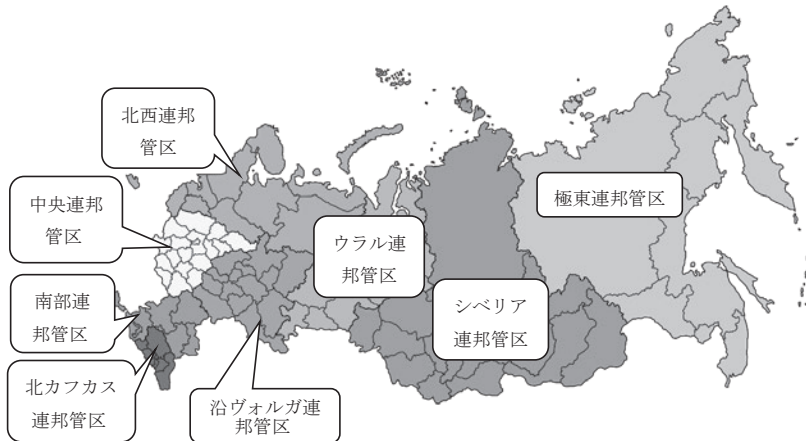 北西連邦
管区
中央連邦
管区
南部連
邦管区
北カフカス
連邦管区
沿ヴォルガ連
邦管区
ウラル連
邦管区
シベリア
連邦管区
極東連邦管区